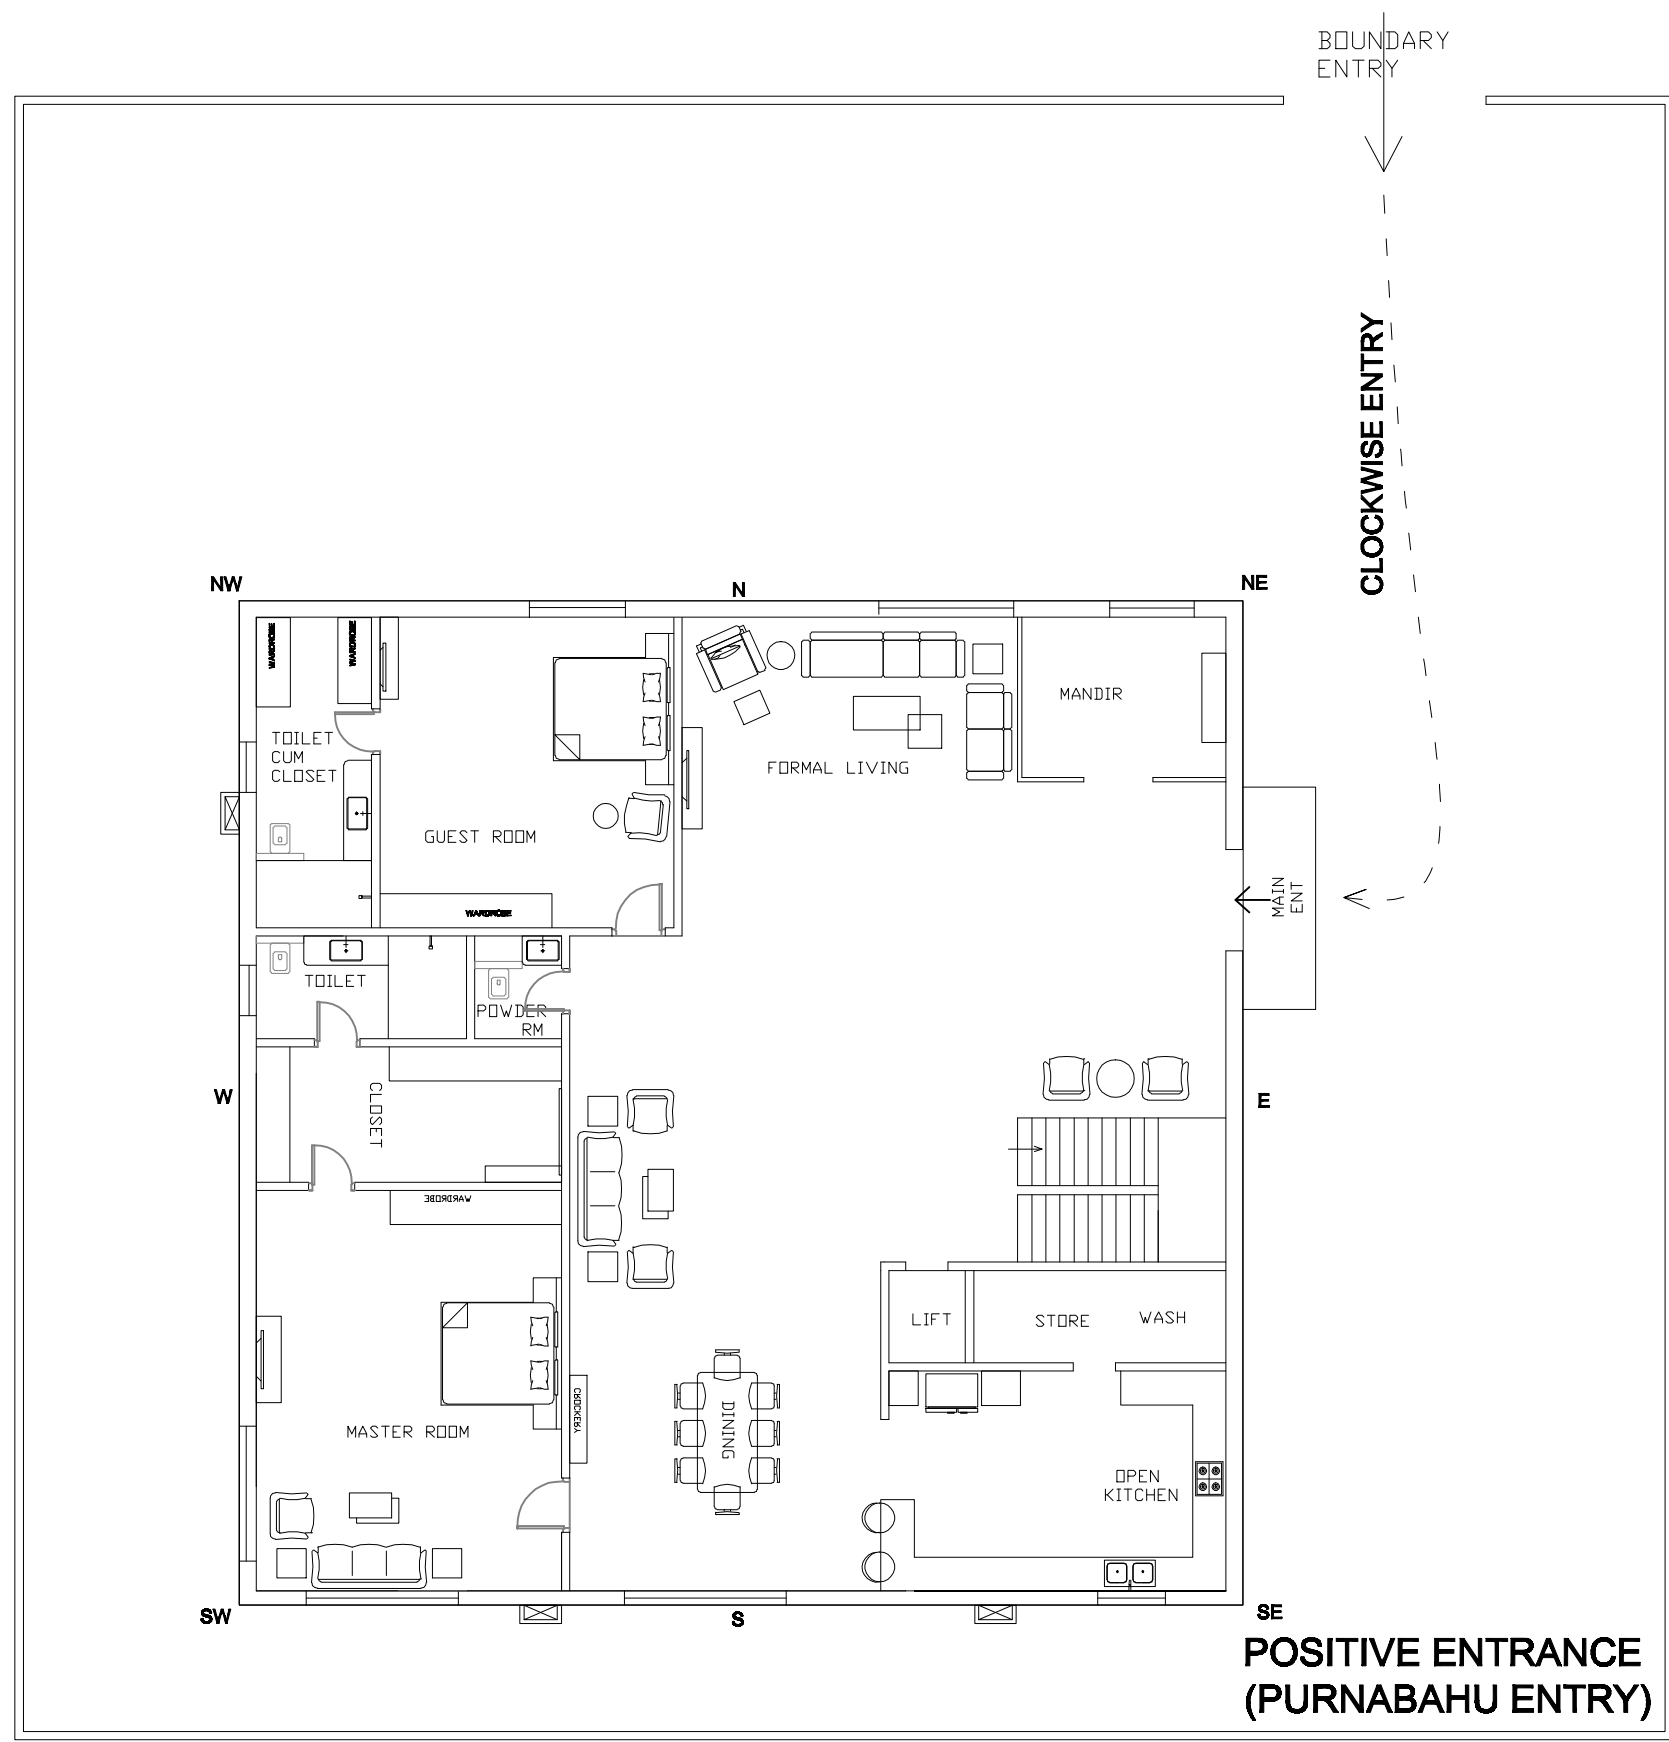 BOUNDARY
ENTRY
CLOCKWISE ENTRY
NW
N
NE
WARDROBE
WARDROBE
MANDIR
TOILET
CUM
CLOSET
FORMAL LIVING
GUEST ROOM
MAIN
ENT
WARDROBE
TOILET
POWDER
RM
W
CLOSET
E
WARDROBE
LIFT
STORE
WASH
CROCKERY
DINING
MASTER ROOM
OPEN
KITCHEN
SW
S
SE
POSITIVE ENTRANCE
(PURNABAHU ENTRY)